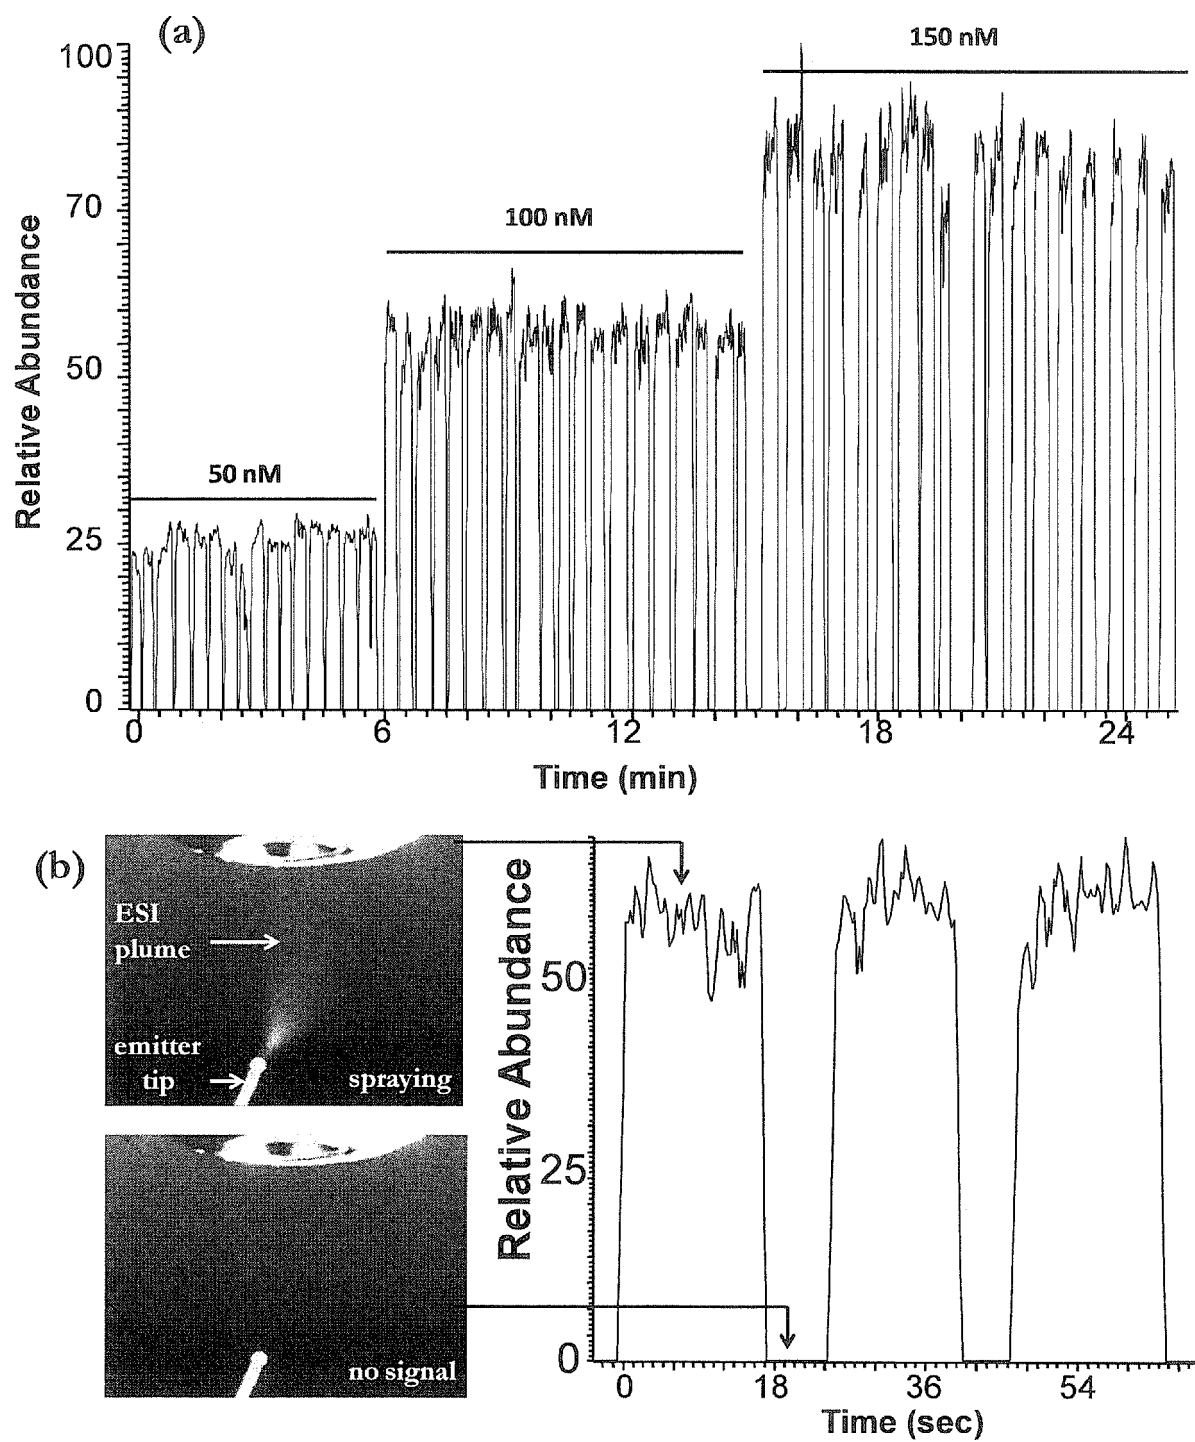 (a)
150 nM
100
70
100 nM
50
50 nM
25
0
Relative Abundance
0 6 12 18 24
Time (min)
(b)
ESI
plume
emitter
tip
spraying
no signal
Relative Abundance
50
25
0
0 18 36 54
Time (sec)